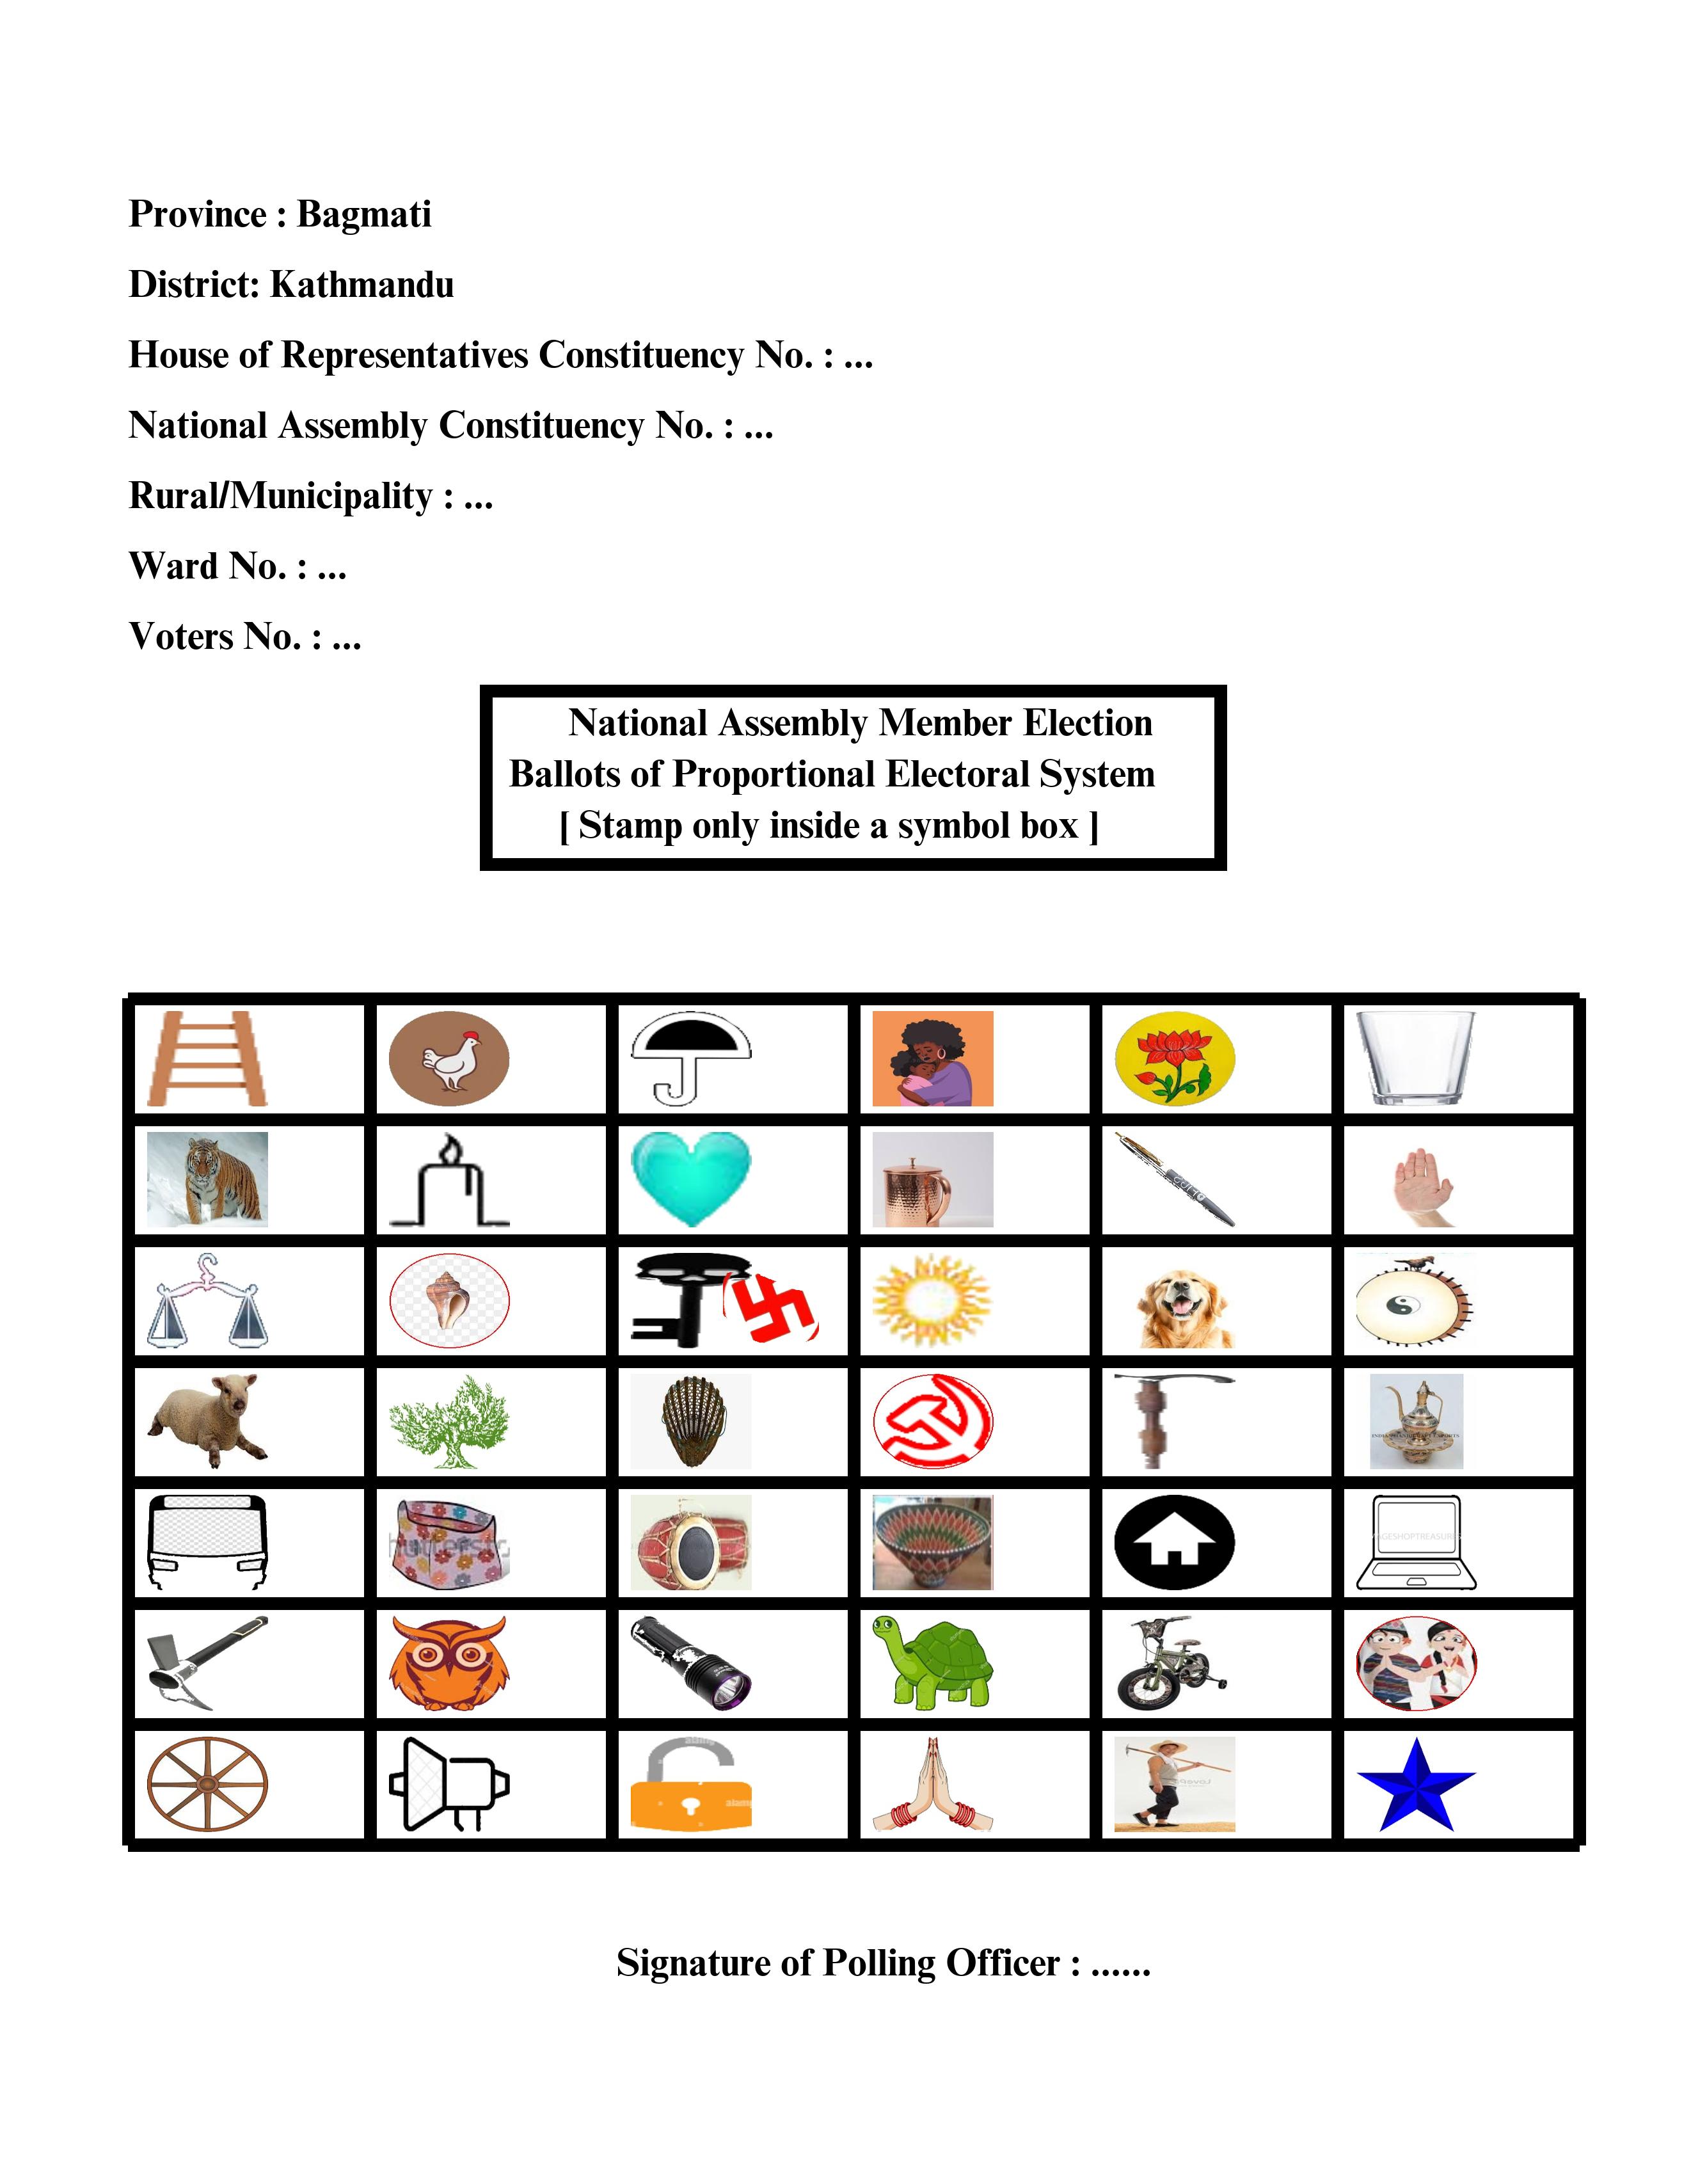 Province : Bagmati
District: Kathmandu
House of Representatives Constituency No. : ...
National Assembly Constituency No. : ...
Rural/Municipality : ...
Ward No. : ...
Voters No. : ...
National Assembly Member Election
Ballots of Proportional Electoral System
[ Stamp only inside a symbol box ]
Signature of Polling Officer : ......